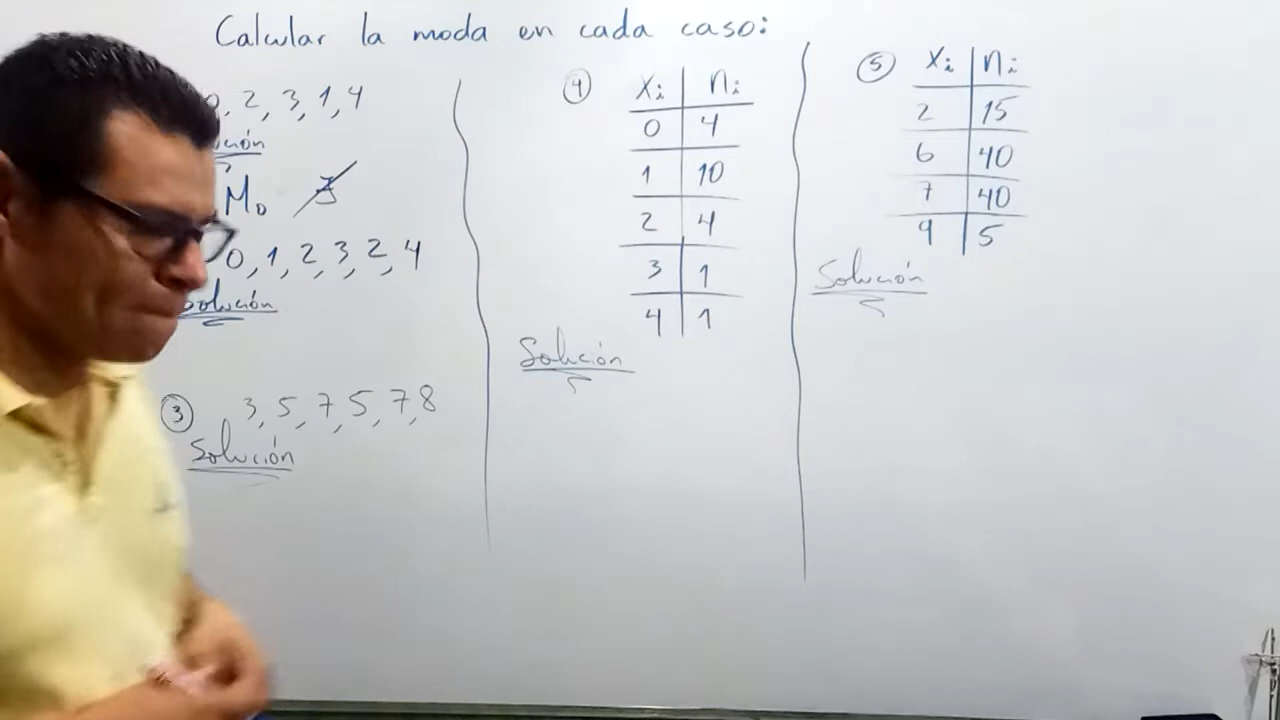 Calcular la moda en cada caso:
0, 2, 3, 1, 4
Mo ∄
0, 1, 2, 3, 2, 4
Solución
③ 3, 5, 7, 5, 7, 8
Solución
④ xi ni
0 4
1 10
2 4
3 1
4 1
Solución
⑤ xi ni
2 15
6 40
7 40
9 5
Solución